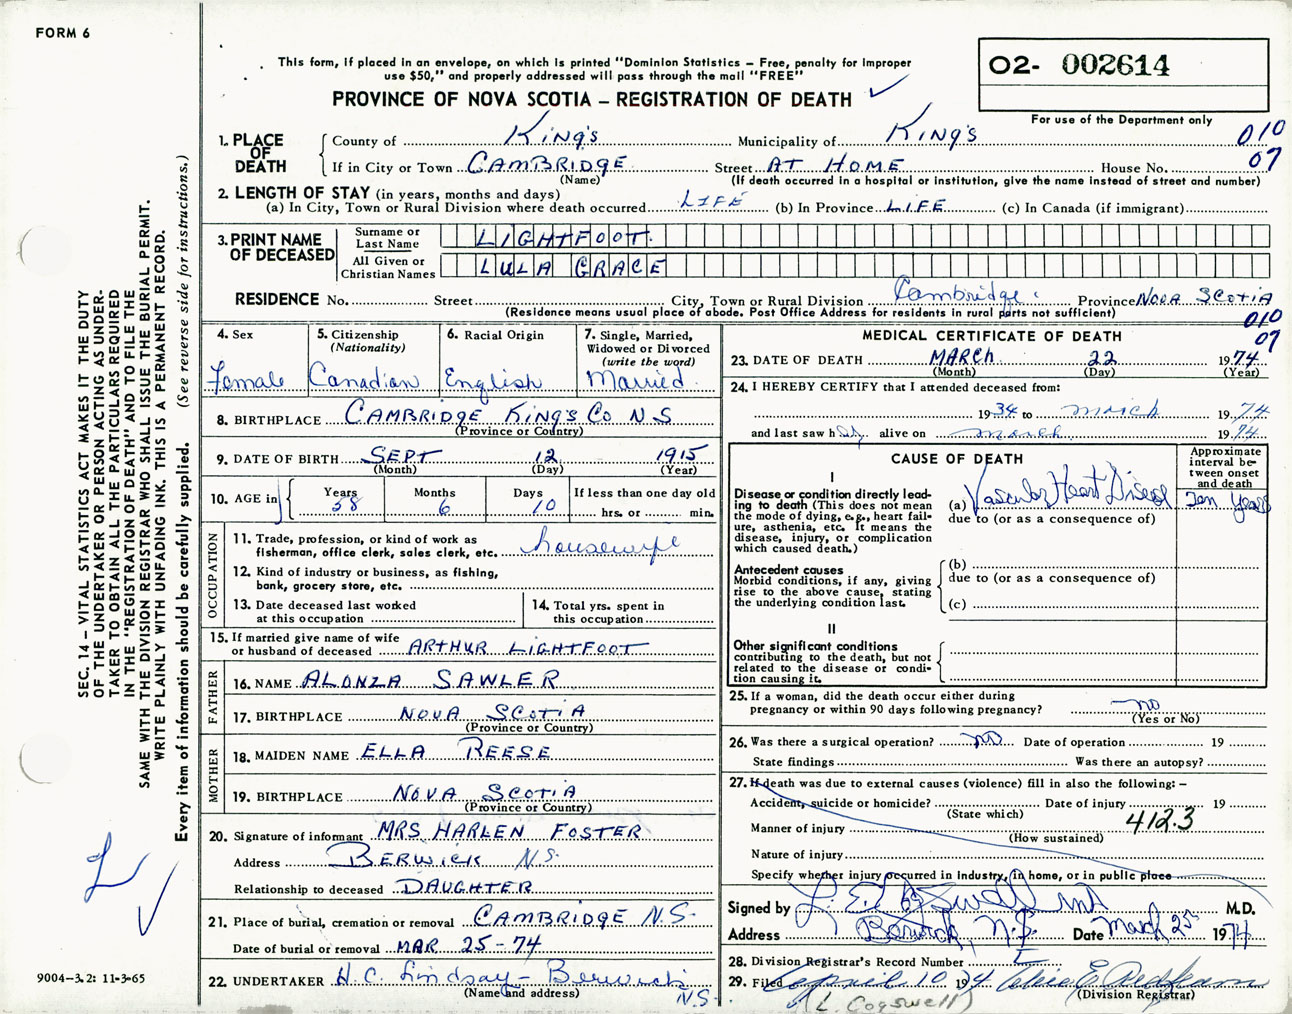 FORM 6
This form, if placed in an envelope, on which is printed "Dominion Statistics – Free, penalty for improper
use $50," and properly addressed will pass through the mail "FREE"
PROVINCE OF NOVA SCOTIA – REGISTRATION OF DEATH
02- 002614
For use of the Department only
010
07
1. PLACE OF DEATH
County of King's Municipality of King's
If in City or Town CAMBRIDGE Street AT HOME House No.
(Name) (If death occurred in a hospital or institution, give the name instead of street and number)
2. LENGTH OF STAY (in years, months and days)
(a) In City, Town or Rural Division where death occurred LIFE (b) In Province LIFE (c) In Canada (if immigrant)
3. PRINT NAME OF DECEASED
Surname or Last Name LIGHTFOOT
All Given or Christian Names LULA GRACE
RESIDENCE No. Street City, Town or Rural Division Cambridge Province NOVA SCOTIA
(Residence means usual place of abode. Post Office Address for residents in rural parts not sufficient)
010
07
4. Sex Female
5. Citizenship (Nationality) Canadian
6. Racial Origin English
7. Single, Married, Widowed or Divorced (write the word) Married
8. BIRTHPLACE CAMBRIDGE KING'S CO N S
(Province or Country)
9. DATE OF BIRTH SEPT 12 1915
(Month) (Day) (Year)
10. AGE in Years 58 Months 6 Days 10 If less than one day old hrs. or min.
OCCUPATION
11. Trade, profession, or kind of work as
fisherman, office clerk, sales clerk, etc. housewife
12. Kind of industry or business, as fishing,
bank, grocery store, etc.
13. Date deceased last worked
at this occupation
14. Total yrs. spent in
this occupation
15. If married give name of wife
or husband of deceased ARTHUR LIGHTFOOT
FATHER
16. NAME ALONZA SAWLER
17. BIRTHPLACE NOVA SCOTIA
(Province or Country)
MOTHER
18. MAIDEN NAME ELLA REESE
19. BIRTHPLACE NOVA SCOTIA
(Province or Country)
20. Signature of informant MRS HARLEN FOSTER
Address BERWICK N.S.
Relationship to deceased DAUGHTER
21. Place of burial, cremation or removal CAMBRIDGE N.S.
Date of burial or removal MAR 25-74
22. UNDERTAKER H.C. Lindsay – Berwick N.S.
(Name and address)
MEDICAL CERTIFICATE OF DEATH
23. DATE OF DEATH MARCH 22 1974
(Month) (Day) (Year)
24. I HEREBY CERTIFY that I attended deceased from:
1934 to March 1974
and last saw her alive on March 1974
CAUSE OF DEATH
Approximate interval between onset and death
I
Disease or condition directly lead-
ing to death (This does not mean
the mode of dying, e.g., heart fail-
ure, asthenia, etc. It means the
disease, injury, or complication
which caused death.)
(a) Vascular Heart Disease Ten Years
due to (or as a consequence of)
Antecedent causes
Morbid conditions, if any, giving
rise to the above cause, stating
the underlying condition last.
(b)
due to (or as a consequence of)
(c)
II
Other significant conditions
contributing to the death, but not
related to the disease or condi-
tion causing it.
25. If a woman, did the death occur either during
pregnancy or within 90 days following pregnancy? no
(Yes or No)
26. Was there a surgical operation? no Date of operation 19
State findings Was there an autopsy?
27. If death was due to external causes (violence) fill in also the following: –
Accident, suicide or homicide? Date of injury 19
(State which)
4123
Manner of injury
(How sustained)
Nature of injury
Specify whether injury occurred in industry, in home, or in public place
Signed by L. E. Cogswell M.D.
Address Berwick, N.S. Date March 25 1974
28. Division Registrar's Record Number
29. Filed April 10 1974
(Division Registrar)
(L. Cogswell)
SEC. 14 – VITAL STATISTICS ACT MAKES IT THE DUTY
OF THE UNDERTAKER OR PERSON ACTING AS UNDER-
TAKER TO OBTAIN ALL THE PARTICULARS REQUIRED
IN THE "REGISTRATION OF DEATH" AND TO FILE THE
SAME WITH THE DIVISION REGISTRAR WHO SHALL ISSUE THE BURIAL PERMIT.
WRITE PLAINLY WITH UNFADING INK. THIS IS A PERMANENT RECORD.
Every item of information should be carefully supplied. (See reverse side for instructions.)
9004-3.2: 11-3-65